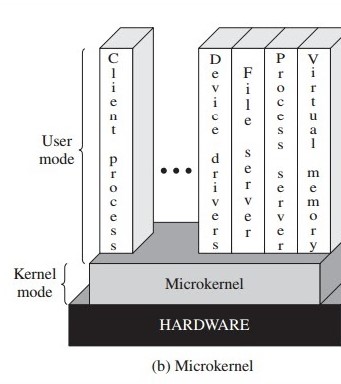 Client process
Device drivers
File server
Process server
Virtual memory
User
mode
Kernel
mode
Microkernel
HARDWARE
(b) Microkernel